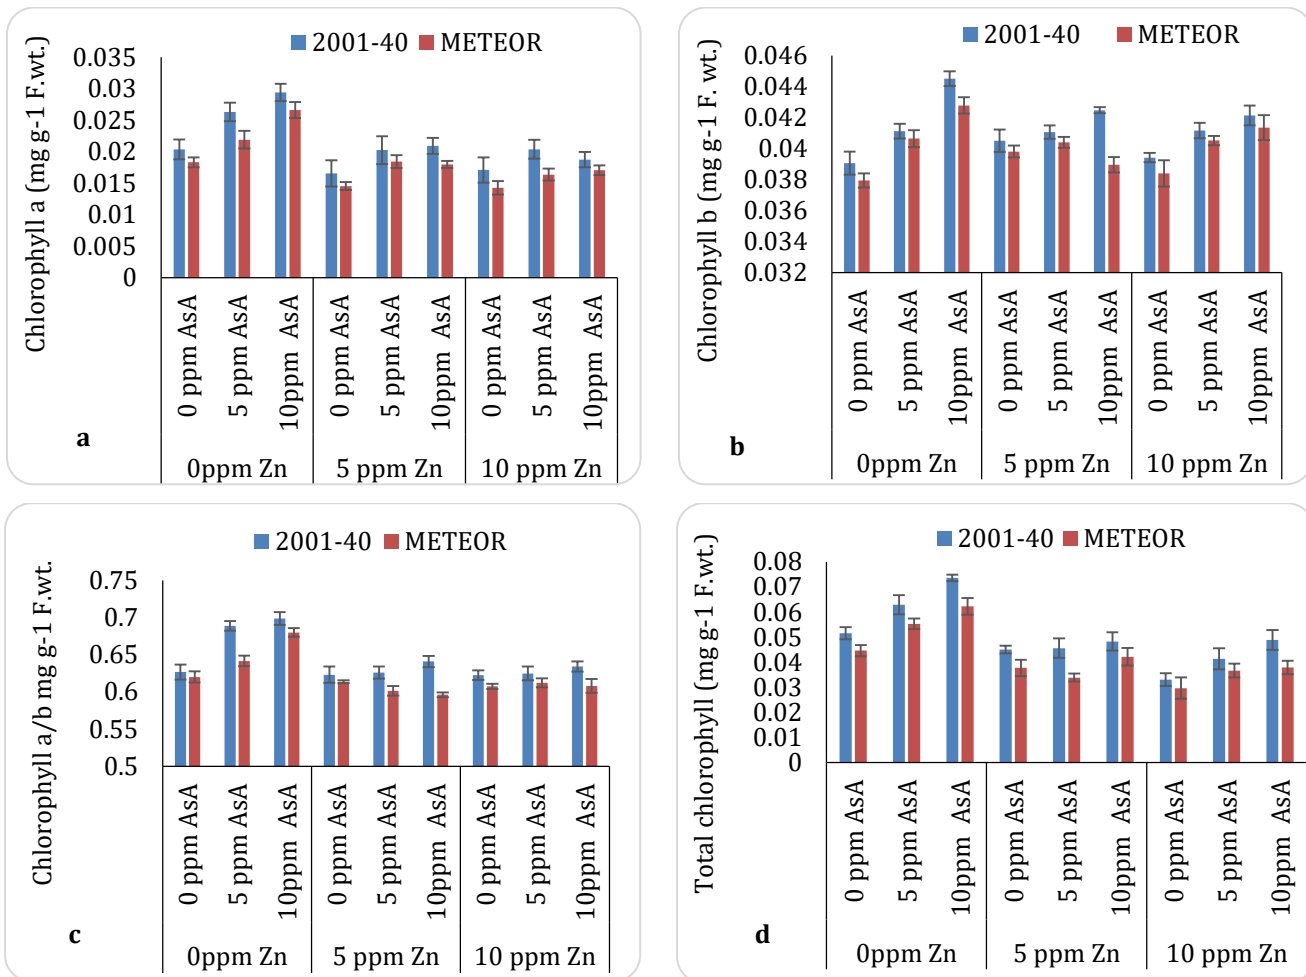 2001-40 METEOR
Chlorophyll a (mg g-1 F.wt.)
0.035
0.03
0.025
0.02
0.015
0.01
0.005
0
0 ppm AsA
5 ppm AsA
10ppm AsA
0 ppm AsA
5 ppm AsA
10ppm AsA
0 ppm AsA
5 ppm AsA
10ppm AsA
0ppm Zn 5 ppm Zn 10 ppm Zn
a
2001-40 METEOR
Chlorophyll b (mg g-1 F. wt.)
0.046
0.044
0.042
0.04
0.038
0.036
0.034
0.032
0 ppm AsA
5 ppm AsA
10ppm AsA
0 ppm AsA
5 ppm AsA
10ppm AsA
0 ppm AsA
5 ppm AsA
10ppm AsA
0ppm Zn 5 ppm Zn 10 ppm Zn
b
2001-40 METEOR
Chlorophyll a/b mg g-1 F.wt.
0.75
0.7
0.65
0.6
0.55
0.5
0 ppm AsA
5 ppm AsA
10ppm AsA
0 ppm AsA
5 ppm AsA
10ppm AsA
0 ppm AsA
5 ppm AsA
10ppm AsA
0ppm Zn 5 ppm Zn 10 ppm Zn
c
2001-40 METEOR
Total chlorophyll (mg g-1 F.wt.)
0.08
0.07
0.06
0.05
0.04
0.03
0.02
0.01
0
0 ppm AsA
5 ppm AsA
10ppm AsA
0 ppm AsA
5 ppm AsA
10ppm AsA
0 ppm AsA
5 ppm AsA
10ppm AsA
0ppm Zn 5 ppm Zn 10 ppm Zn
d